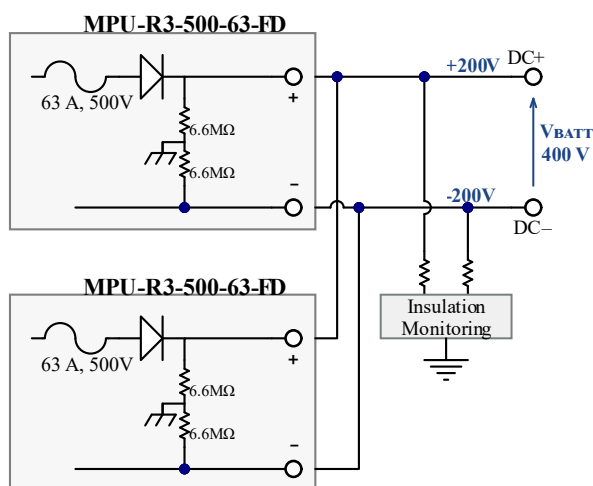 MPU-R3-500-63-FD
63 A, 500V
6.6MΩ
6.6MΩ
+
−
+200V
DC+
VBATT
400 V
-200V
DC−
Insulation
Monitoring
MPU-R3-500-63-FD
63 A, 500V
6.6MΩ
6.6MΩ
+
−